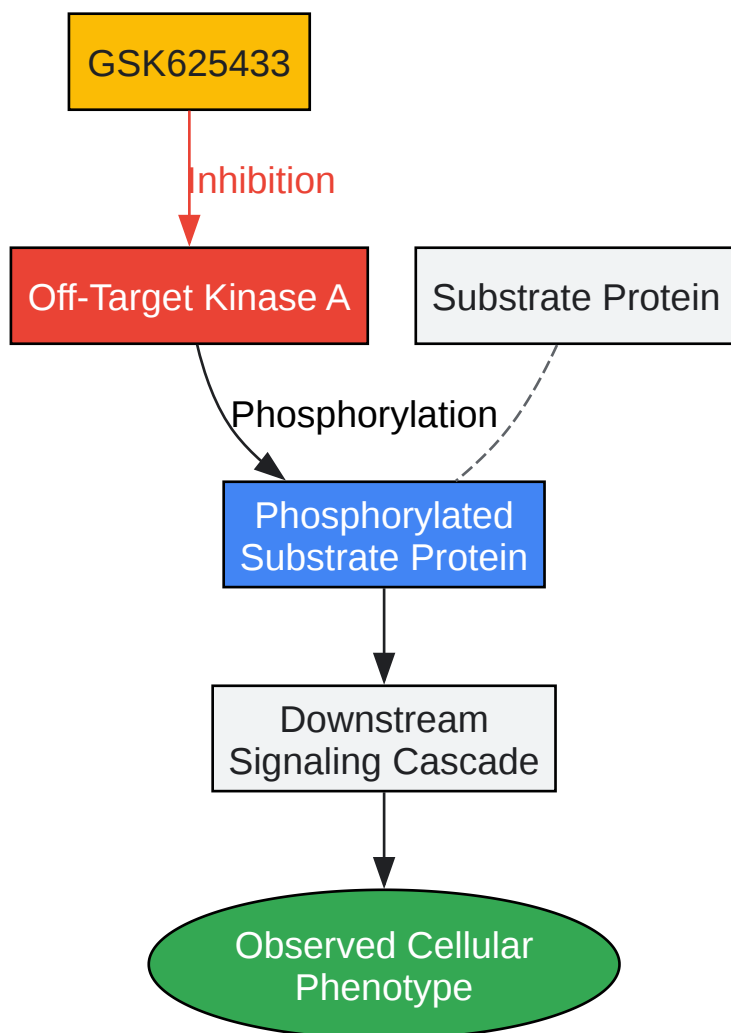 GSK625433
Inhibition
Off-Target Kinase A
Substrate Protein
Phosphorylation
Phosphorylated
Substrate Protein
Downstream
Signaling Cascade
Observed Cellular
Phenotype